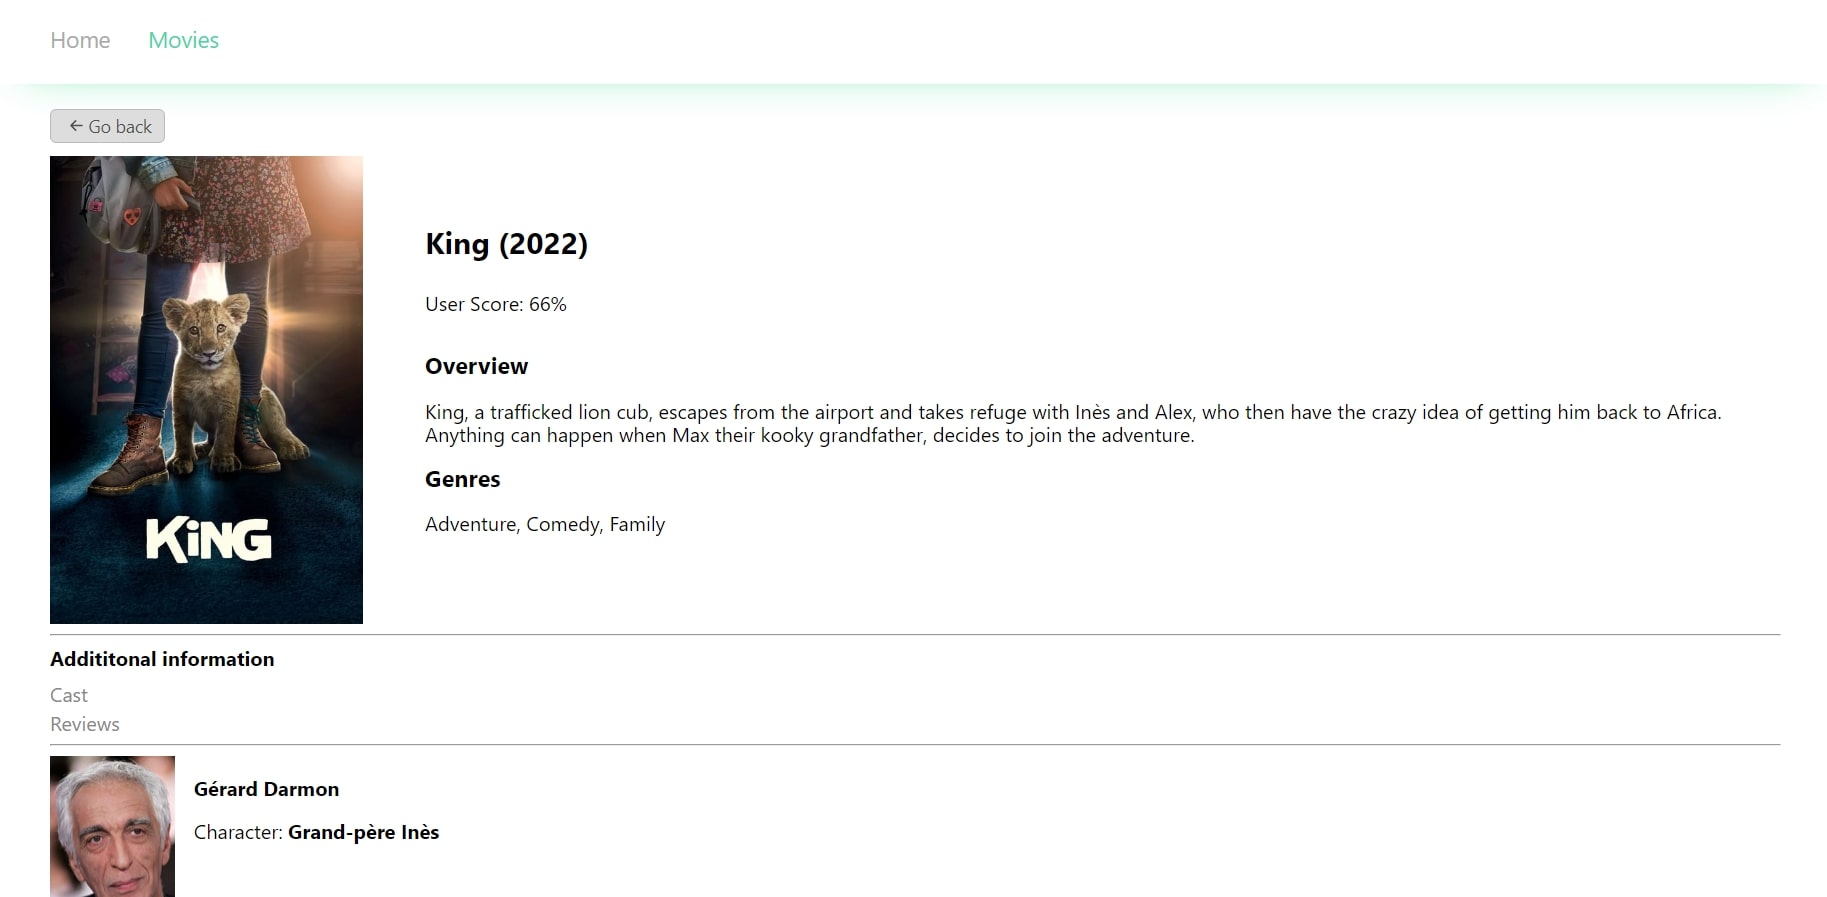 Home Movies
← Go back
King (2022)
User Score: 66%
Overview
King, a trafficked lion cub, escapes from the airport and takes refuge with Inès and Alex, who then have the crazy idea of getting him back to Africa.
Anything can happen when Max their kooky grandfather, decides to join the adventure.
Genres
Adventure, Comedy, Family
KiNG
Addititonal information
Cast
Reviews
Gérard Darmon
Character: Grand-père Inès